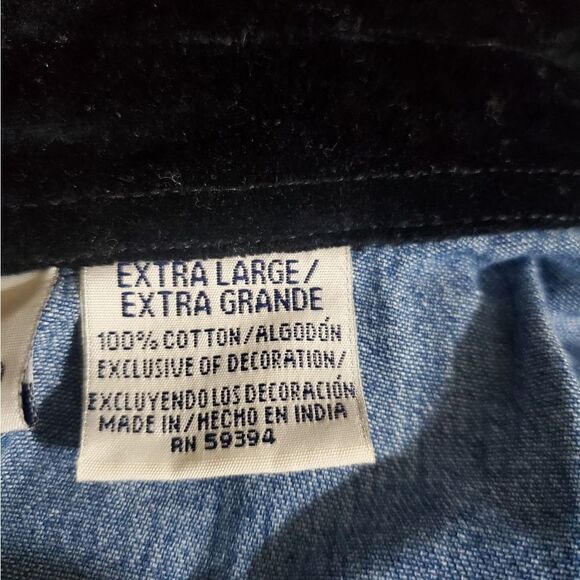 EXTRA LARGE/
EXTRA GRANDE
100% COTTON/ALGODÓN
EXCLUSIVE OF DECORATION/
EXCLUYENDO LOS DECORACIÓN
MADE IN/HECHO EN INDIA
RN 59394